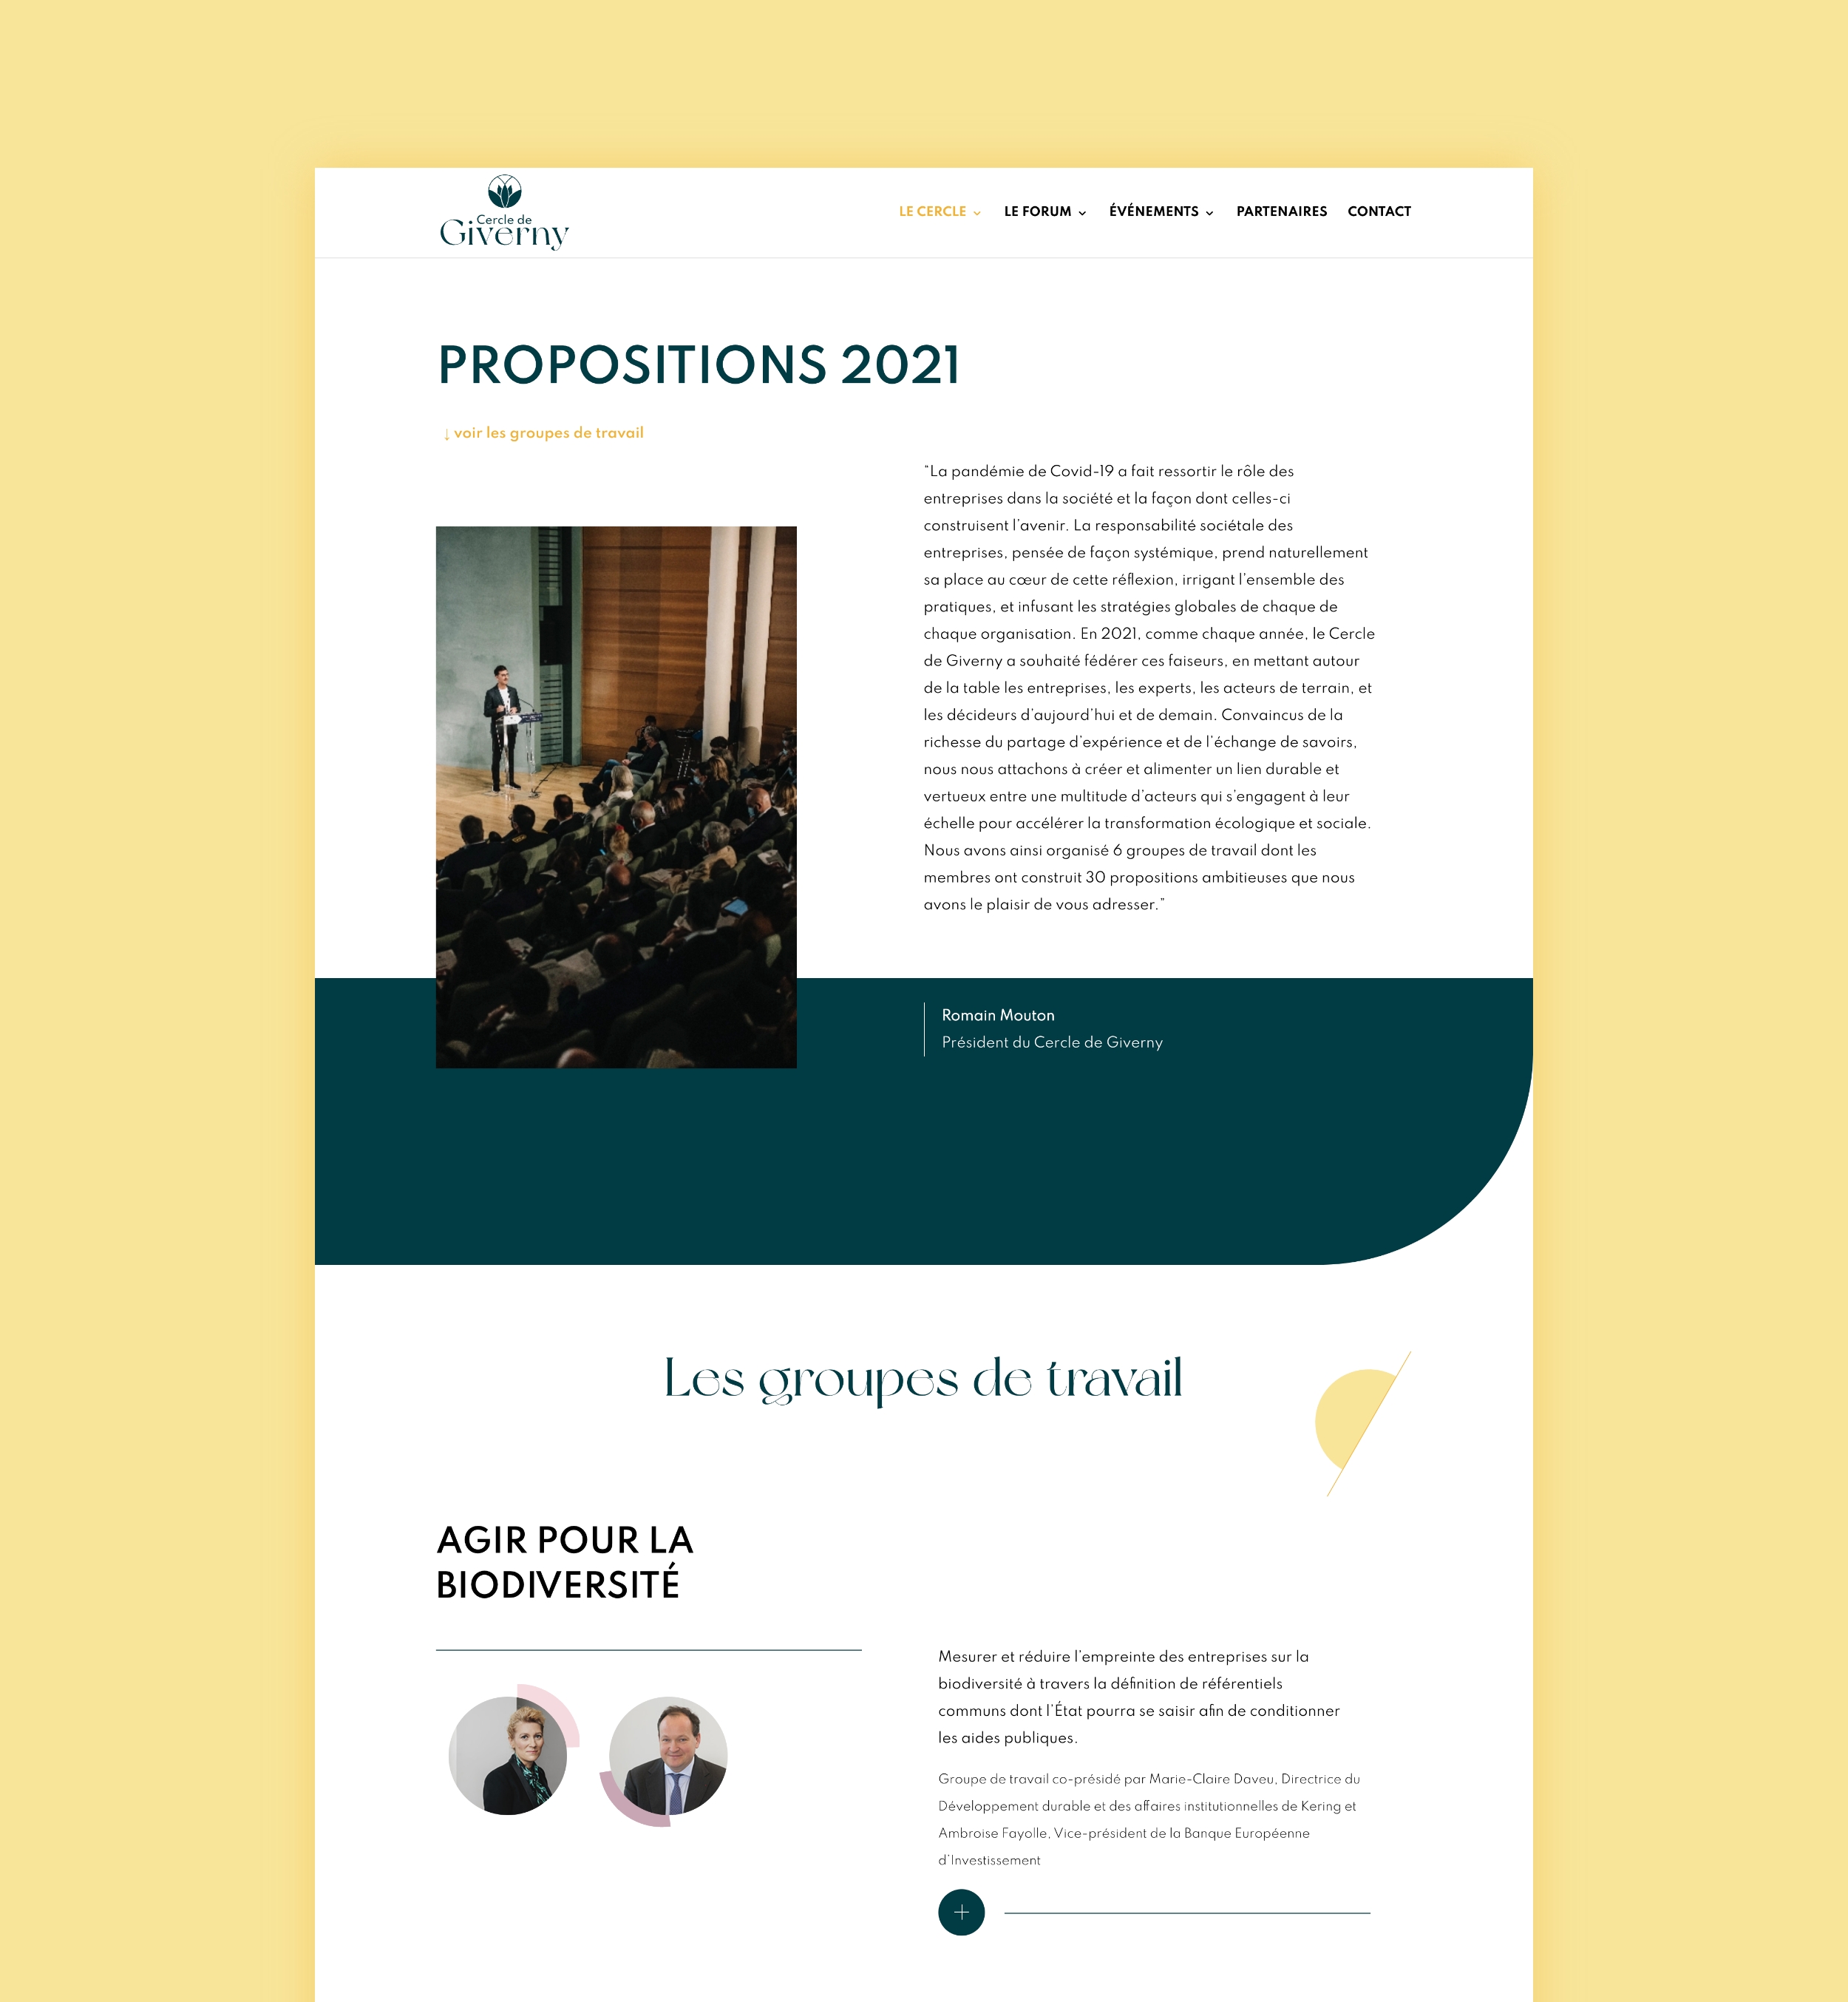 Cercle de
Giverny
LE CERCLE LE FORUM ÉVÉNEMENTS PARTENAIRES CONTACT
PROPOSITIONS 2021
↓ voir les groupes de travail
“La pandémie de Covid-19 a fait ressortir le rôle des
entreprises dans la société et la façon dont celles-ci
construisent l’avenir. La responsabilité sociétale des
entreprises, pensée de façon systémique, prend naturellement
sa place au cœur de cette réflexion, irrigant l’ensemble des
pratiques, et infusant les stratégies globales de chaque de
chaque organisation. En 2021, comme chaque année, le Cercle
de Giverny a souhaité fédérer ces faiseurs, en mettant autour
de la table les entreprises, les experts, les acteurs de terrain, et
les décideurs d’aujourd’hui et de demain. Convaincus de la
richesse du partage d’expérience et de l’échange de savoirs,
nous nous attachons à créer et alimenter un lien durable et
vertueux entre une multitude d’acteurs qui s’engagent à leur
échelle pour accélérer la transformation écologique et sociale.
Nous avons ainsi organisé 6 groupes de travail dont les
membres ont construit 30 propositions ambitieuses que nous
avons le plaisir de vous adresser.”
Romain Mouton
Président du Cercle de Giverny
Les groupes de travail
AGIR POUR LA
BIODIVERSITÉ
Mesurer et réduire l’empreinte des entreprises sur la
biodiversité à travers la définition de référentiels
communs dont l’État pourra se saisir afin de conditionner
les aides publiques.
Groupe de travail co-présidé par Marie-Claire Daveu, Directrice du
Développement durable et des affaires institutionnelles de Kering et
Ambroise Fayolle, Vice-président de la Banque Européenne
d’Investissement